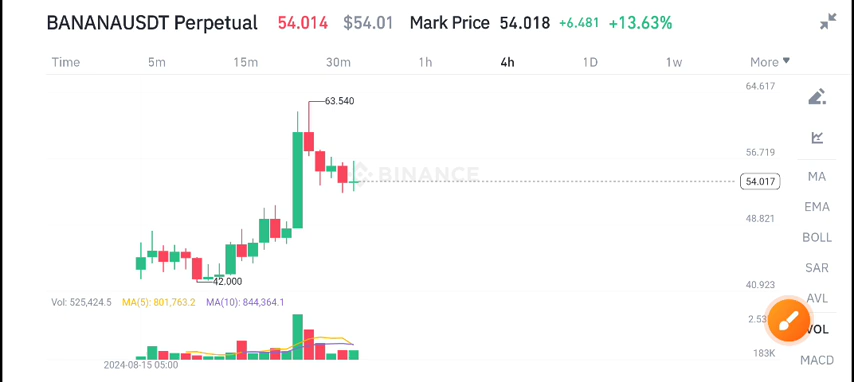 BANANAUSDT Perpetual 54.014 $54.01 Mark Price 54.018 +6.481 +13.63%
Time 5m 15m 30m 1h 4h 1D 1w More
64.617
63.540
56.719
BINANCE
54.017
48.821
42.000
40.923
MA
EMA
BOLL
SAR
AVL
VOL
MACD
Vol: 525,424.5 MA(5): 801,763.2 MA(10): 844,364.1
183K
2024-08-15 05:00